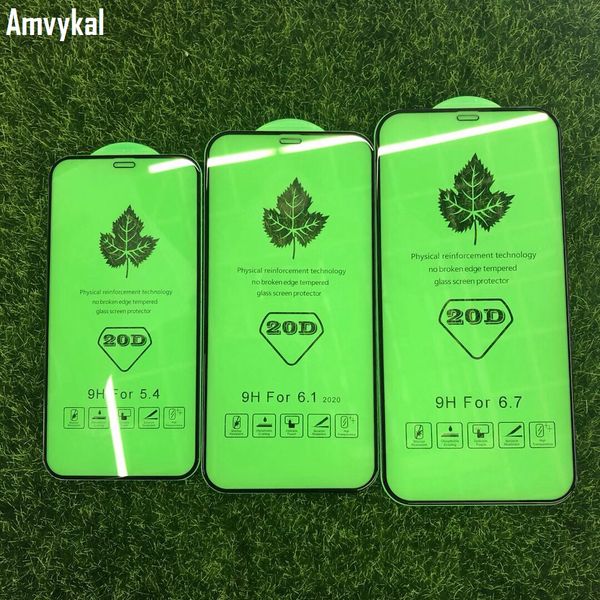 Amvykal
Physical reinforcement technology
no broken edge tempered
glass screen protector
20D
9H For 5.4
Physical reinforcement technology
no broken edge tempered
glass screen protector
20D
9H For 6.1 2020
Physical reinforcement technology
no broken edge tempered
glass screen protector
20D
9H For 6.7